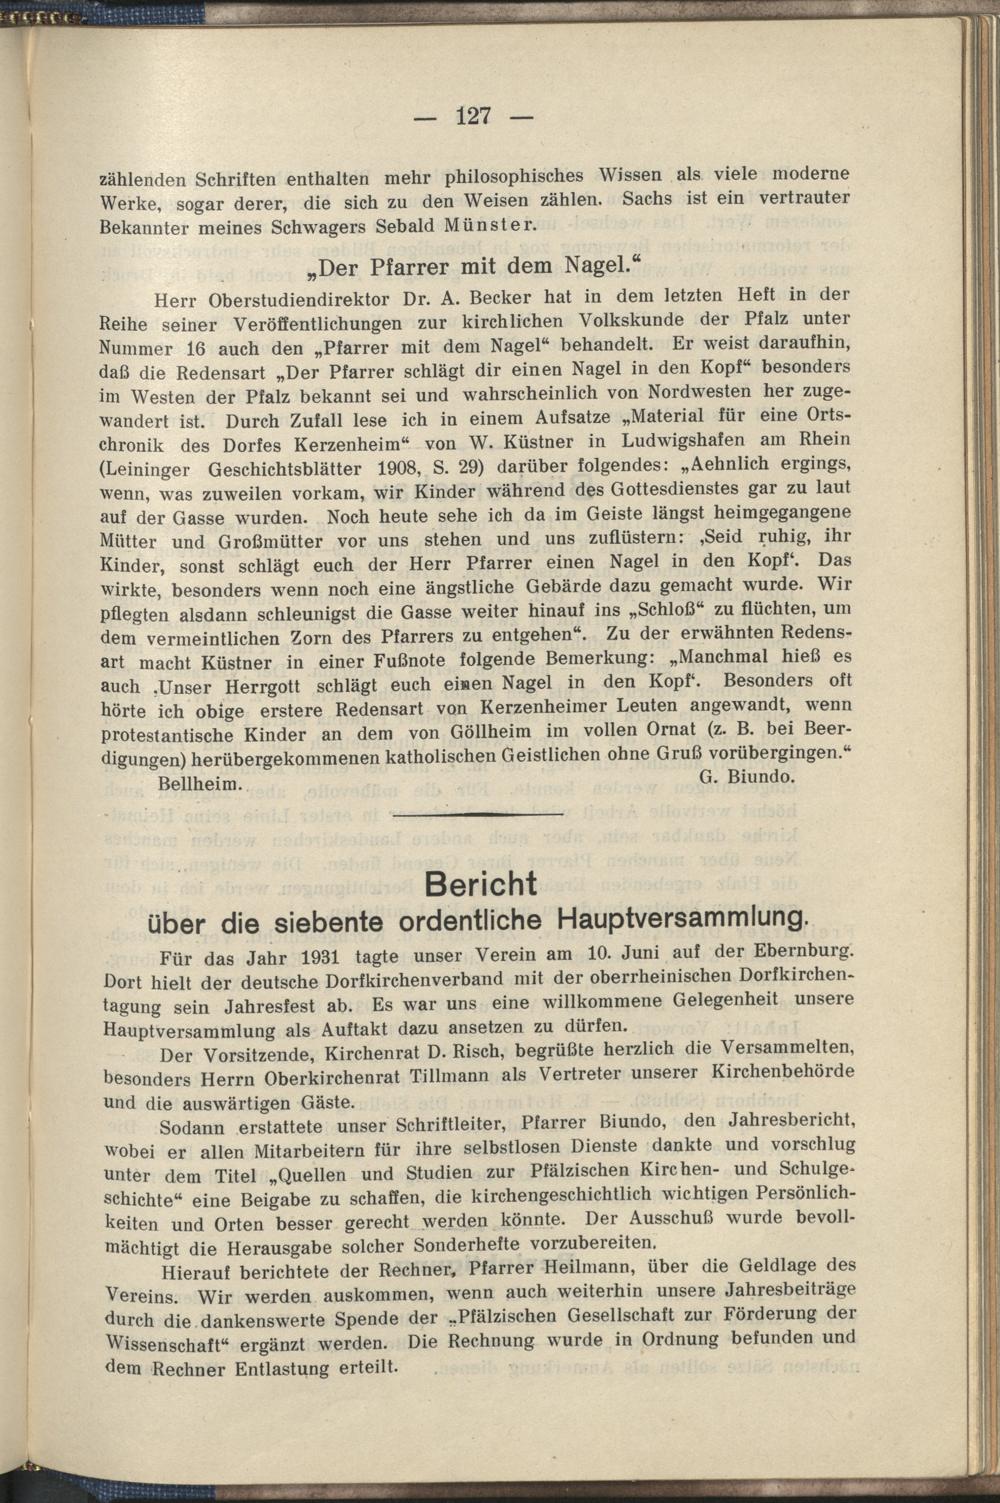 — 127 —
zählenden Schriften enthalten mehr philosophisches Wissen als viele moderne
Werke, sogar derer, die sich zu den Weisen zählen. Sachs ist ein vertrauter
Bekannter meines Schwagers Sebald Münster.
„Der Pfarrer mit dem Nagel.“
Herr Oberstudiendirektor Dr. A. Becker hat in dem letzten Heft in der
Reihe seiner Veröffentlichungen zur kirchlichen Volkskunde der Pfalz unter
Nummer 16 auch den „Pfarrer mit dem Nagel“ behandelt. Er weist daraufhin,
daß die Redensart „Der Pfarrer schlägt dir einen Nagel in den Kopf“ besonders
im Westen der Pfalz bekannt sei und wahrscheinlich von Nordwesten her zuge-
wandert ist. Durch Zufall lese ich in einem Aufsatze „Material für eine Orts-
chronik des Dorfes Kerzenheim“ von W. Küstner in Ludwigshafen am Rhein
(Leininger Geschichtsblätter 1908, S. 29) darüber folgendes: „Aehnlich ergings,
wenn, was zuweilen vorkam, wir Kinder während des Gottesdienstes gar zu laut
auf der Gasse wurden. Noch heute sehe ich da im Geiste längst heimgegangene
Mütter und Großmütter vor uns stehen und uns zuflüstern: ‚Seid ruhig, ihr
Kinder, sonst schlägt euch der Herr Pfarrer einen Nagel in den Kopf‘. Das
wirkte, besonders wenn noch eine ängstliche Gebärde dazu gemacht wurde. Wir
pflegten alsdann schleunigst die Gasse weiter hinauf ins „Schloß“ zu flüchten, um
dem vermeintlichen Zorn des Pfarrers zu entgehen“. Zu der erwähnten Redens-
art macht Küstner in einer Fußnote folgende Bemerkung: „Manchmal hieß es
auch ‚Unser Herrgott schlägt euch einen Nagel in den Kopf‘. Besonders oft
hörte ich obige erstere Redensart von Kerzenheimer Leuten angewandt, wenn
protestantische Kinder an dem von Göllheim im vollen Ornat (z. B. bei Beer-
digungen) herübergekommenen katholischen Geistlichen ohne Gruß vorübergingen.“
Bellheim. G. Biundo.
Bericht
über die siebente ordentliche Hauptversammlung.
Für das Jahr 1931 tagte unser Verein am 10. Juni auf der Ebernburg.
Dort hielt der deutsche Dorfkirchenverband mit der oberrheinischen Dorfkirchen-
tagung sein Jahresfest ab. Es war uns eine willkommene Gelegenheit unsere
Hauptversammlung als Auftakt dazu ansetzen zu dürfen.
Der Vorsitzende, Kirchenrat D. Risch, begrüßte herzlich die Versammelten,
besonders Herrn Oberkirchenrat Tillmann als Vertreter unserer Kirchenbehörde
und die auswärtigen Gäste.
Sodann erstattete unser Schriftleiter, Pfarrer Biundo, den Jahresbericht,
wobei er allen Mitarbeitern für ihre selbstlosen Dienste dankte und vorschlug
unter dem Titel „Quellen und Studien zur Pfälzischen Kirchen- und Schulge-
schichte“ eine Beigabe zu schaffen, die kirchengeschichtlich wichtigen Persönlich-
keiten und Orten besser gerecht werden könnte. Der Ausschuß wurde bevoll-
mächtigt die Herausgabe solcher Sonderhefte vorzubereiten.
Hierauf berichtete der Rechner, Pfarrer Heilmann, über die Geldlage des
Vereins. Wir werden auskommen, wenn auch weiterhin unsere Jahresbeiträge
durch die dankenswerte Spende der „Pfälzischen Gesellschaft zur Förderung der
Wissenschaft“ ergänzt werden. Die Rechnung wurde in Ordnung befunden und
dem Rechner Entlastung erteilt.